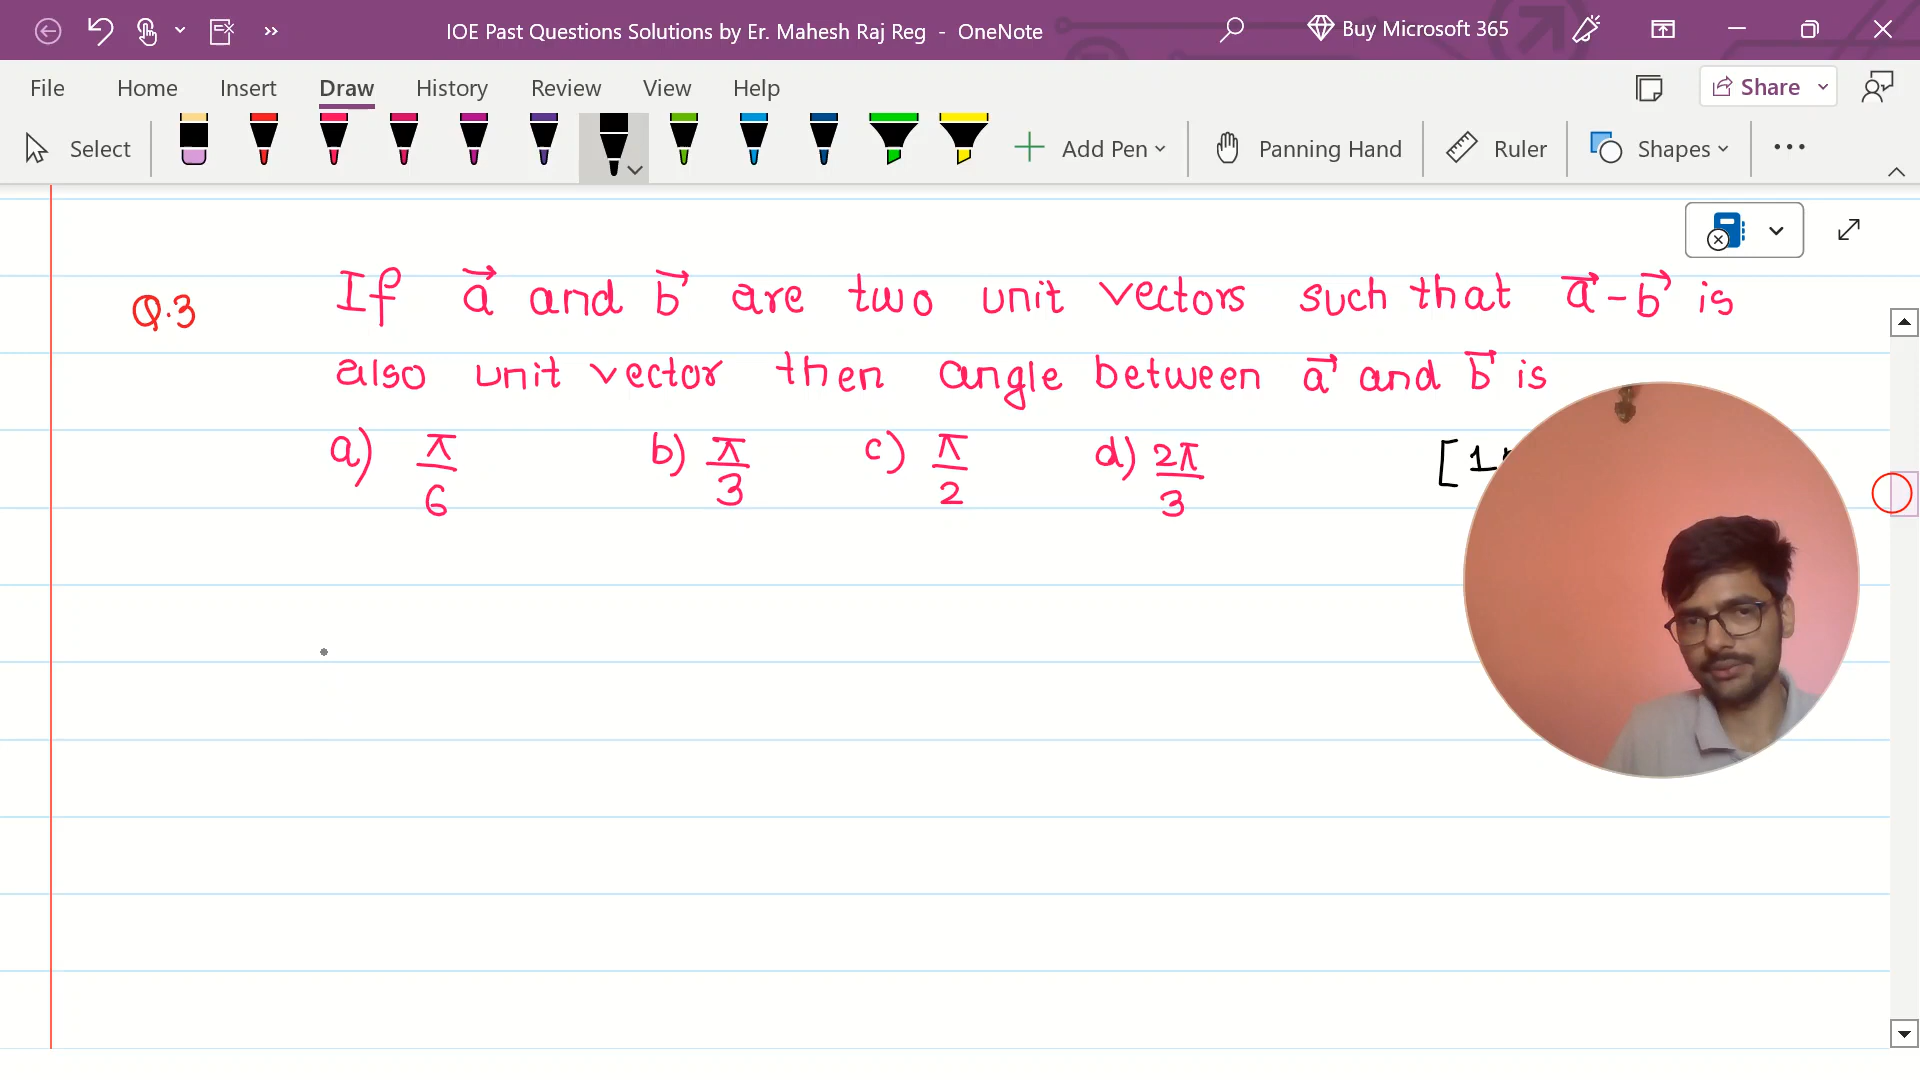 IOE Past Questions Solutions by Er. Mahesh Raj Reg - OneNote
Buy Microsoft 365
File Home Insert Draw History Review View Help
Share
Select
Add Pen
Panning Hand
Ruler
Shapes
Q.3 If a⃗ and b⃗ are two unit vectors such that a⃗ - b⃗ is
also unit vector then angle between a⃗ and b⃗ is
a) π/6 b) π/3 c) π/2 d) 2π/3 [1